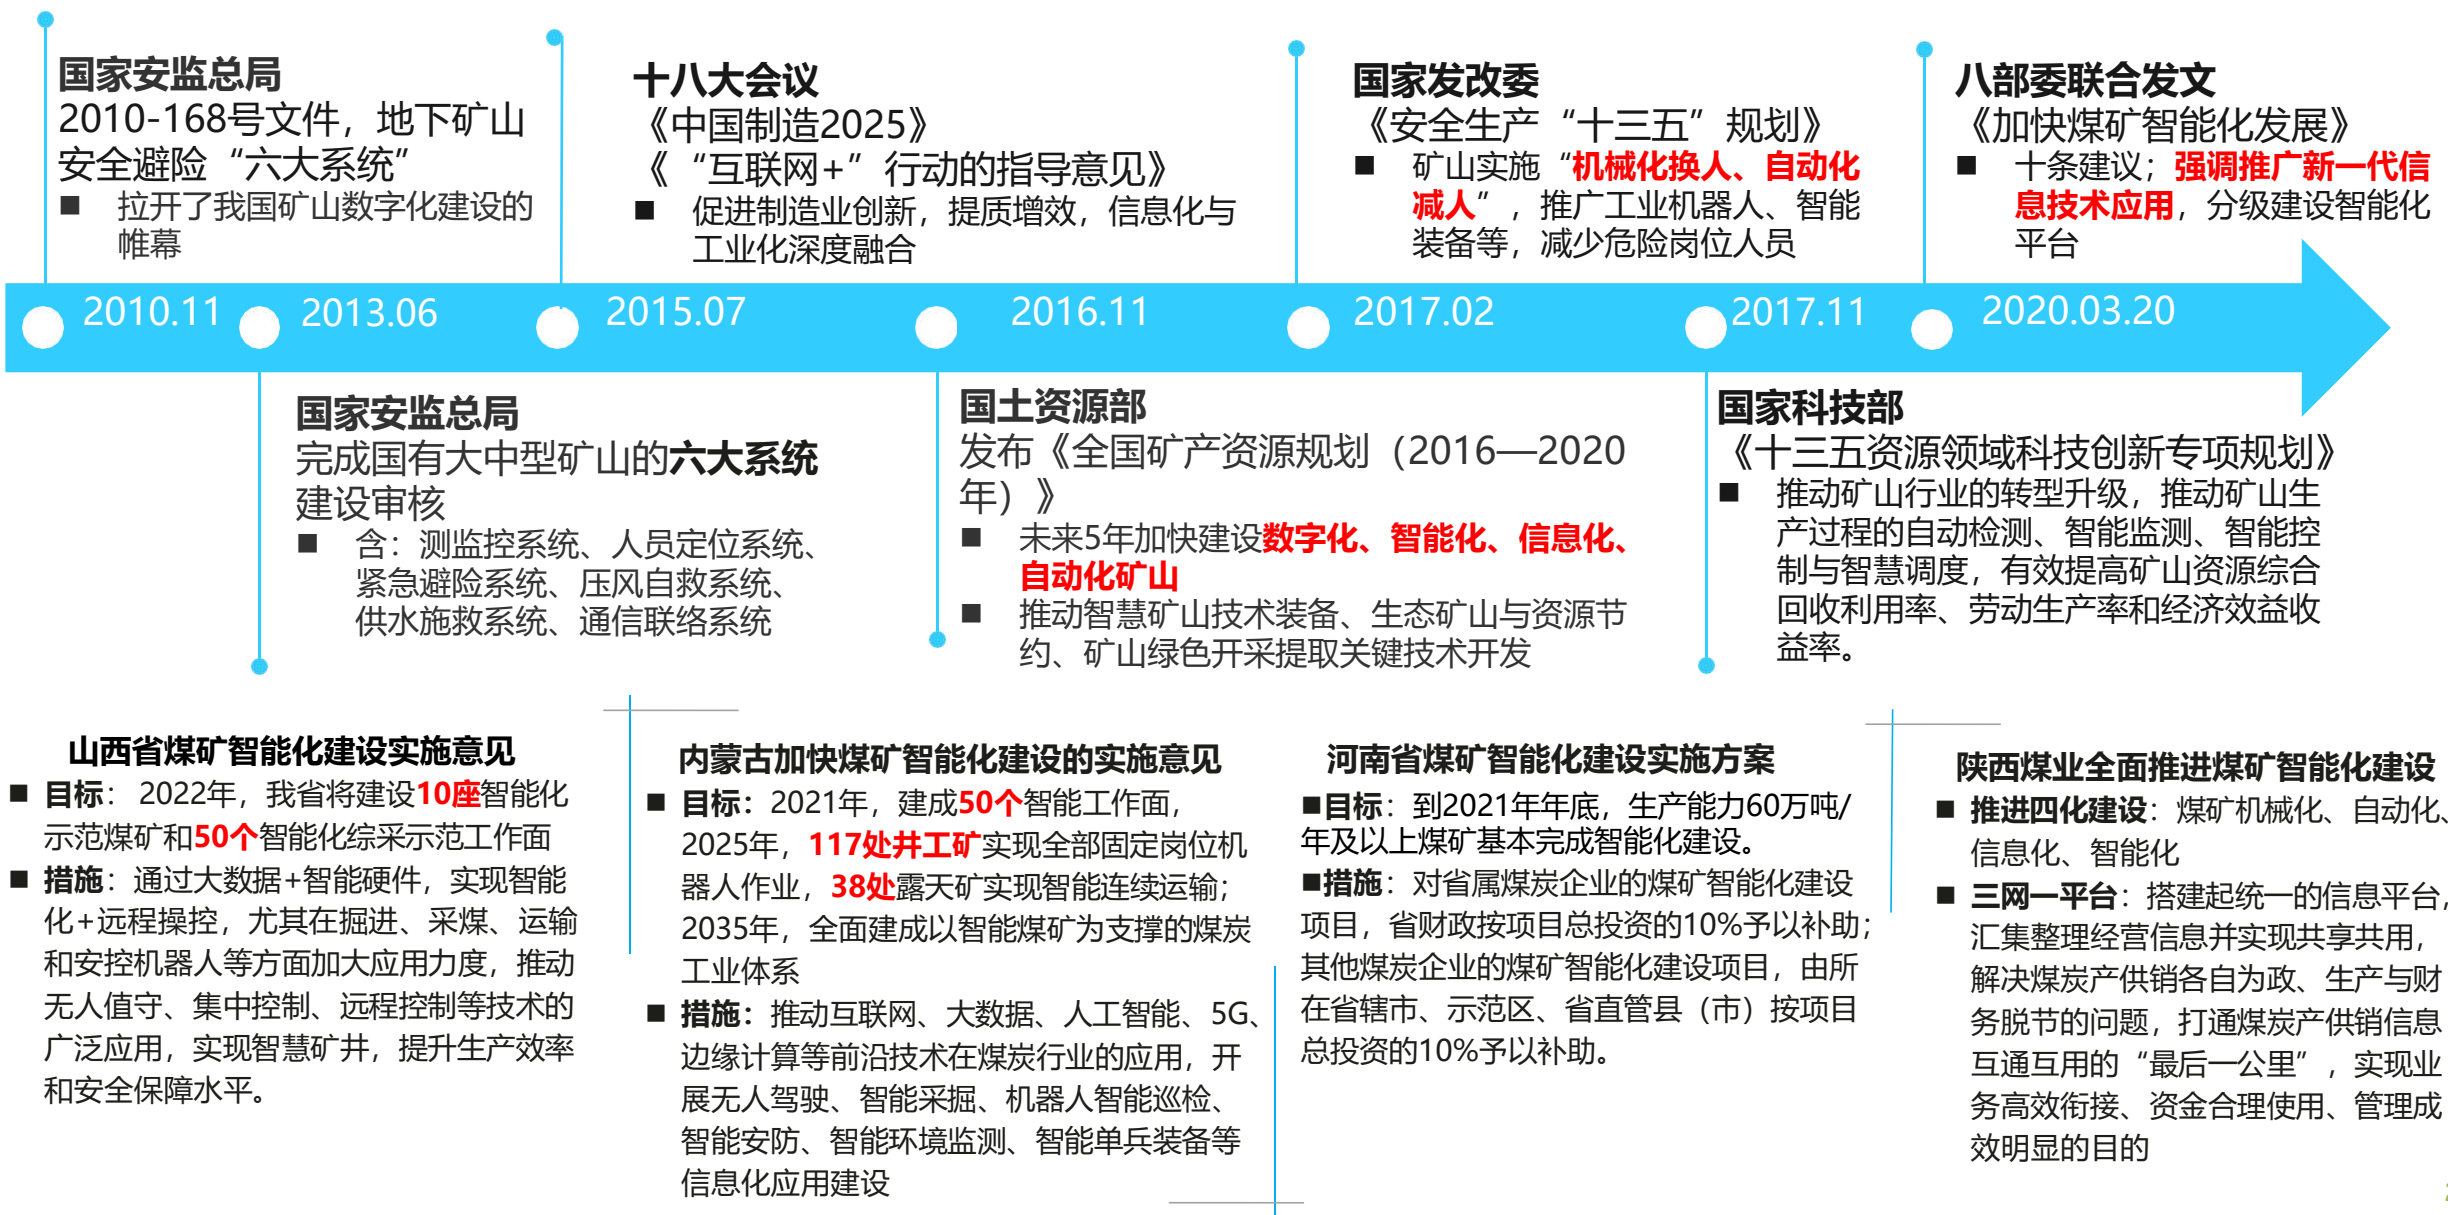 国家安监总局
2010-168号文件，地下矿山
安全避险“六大系统”
■ 拉开了我国矿山数字化建设的
帷幕
十八大会议
《中国制造2025》
《“互联网+”行动的指导意见》
■ 促进制造业创新，提质增效，信息化与
工业化深度融合
国家发改委
《安全生产“十三五”规划》
■ 矿山实施“机械化换人、自动化
减人”，推广工业机器人、智能
装备等，减少危险岗位人员
八部委联合发文
《加快煤矿智能化发展》
■ 十条建议；强调推广新一代信
息技术应用，分级建设智能化
平台
2010.11
2013.06
2015.07
2016.11
2017.02
2017.11
2020.03.20
国家安监总局
完成国有大中型矿山的六大系统
建设审核
■ 含：测监控系统、人员定位系统、
紧急避险系统、压风自救系统、
供水施救系统、通信联络系统
国土资源部
发布《全国矿产资源规划（2016—2020
年）》
■ 未来5年加快建设数字化、智能化、信息化、
自动化矿山
■ 推动智慧矿山技术装备、生态矿山与资源节
约、矿山绿色开采提取关键技术开发
国家科技部
《十三五资源领域科技创新专项规划》
■ 推动矿山行业的转型升级，推动矿山生
产过程的自动检测、智能监测、智能控
制与智慧调度，有效提高矿山资源综合
回收利用率、劳动生产率和经济效益收
益率。
山西省煤矿智能化建设实施意见
■ 目标： 2022年，我省将建设10座智能化
示范煤矿和50个智能化综采示范工作面
■ 措施：通过大数据+智能硬件，实现智能
化+远程操控，尤其在掘进、采煤、运输
和安控机器人等方面加大应用力度，推动
无人值守、集中控制、远程控制等技术的
广泛应用，实现智慧矿井，提升生产效率
和安全保障水平。
内蒙古加快煤矿智能化建设的实施意见
■ 目标：2021年，建成50个智能工作面，
2025年，117处井工矿实现全部固定岗位机
器人作业，38处露天矿实现智能连续运输；
2035年，全面建成以智能煤矿为支撑的煤炭
工业体系
■ 措施：推动互联网、大数据、人工智能、5G、
边缘计算等前沿技术在煤炭行业的应用，开
展无人驾驶、智能采掘、机器人智能巡检、
智能安防、智能环境监测、智能单兵装备等
信息化应用建设
河南省煤矿智能化建设实施方案
■目标：到2021年年底，生产能力60万吨/
年及以上煤矿基本完成智能化建设。
■措施：对省属煤炭企业的煤矿智能化建设
项目，省财政按项目总投资的10%予以补助；
其他煤炭企业的煤矿智能化建设项目，由所
在省辖市、示范区、省直管县（市）按项目
总投资的10%予以补助。
陕西煤业全面推进煤矿智能化建设
■ 推进四化建设：煤矿机械化、自动化、
信息化、智能化
■ 三网一平台：搭建起统一的信息平台，
汇集整理经营信息并实现共享共用，
解决煤炭产供销各自为政、生产与财
务脱节的问题，打通煤炭产供销信息
互通互用的“最后一公里”，实现业
务高效衔接、资金合理使用、管理成
效明显的目的